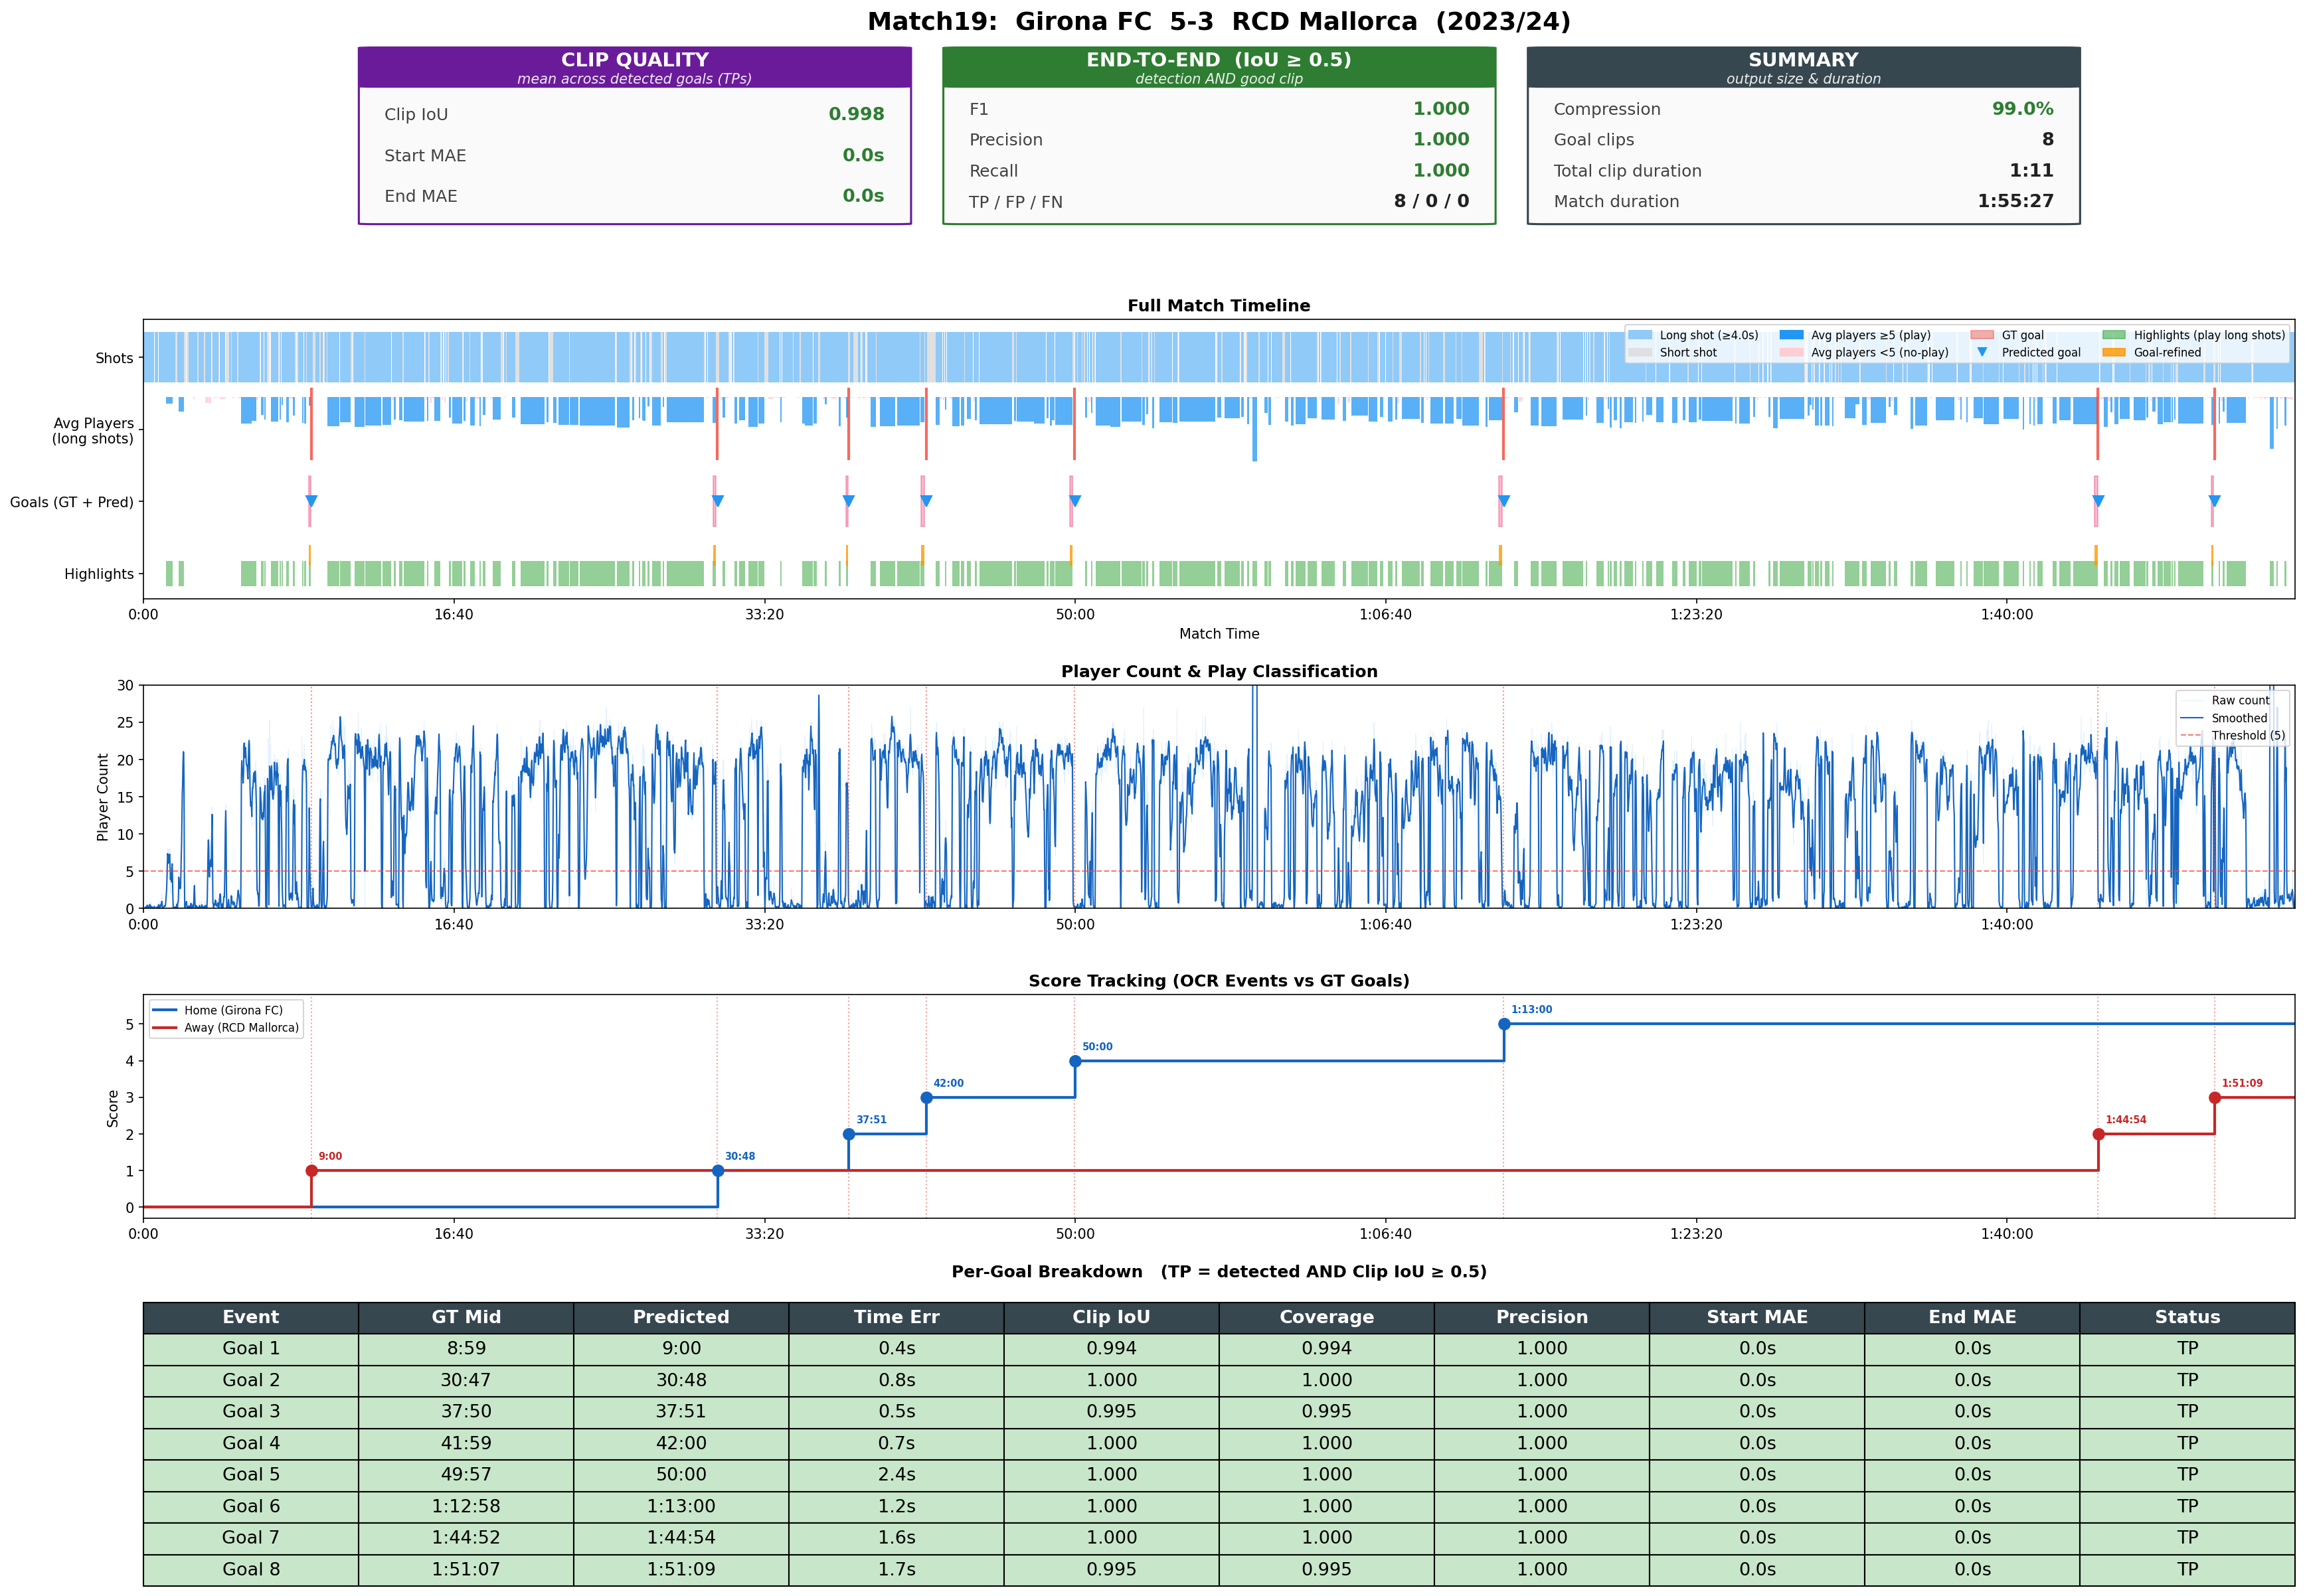 Match19:  Girona FC  5-3  RCD Mallorca  (2023/24)
CLIP QUALITY
mean across detected goals (TPs)
Clip IoU 0.998
Start MAE 0.0s
End MAE 0.0s
END-TO-END  (IoU ≥ 0.5)
detection AND good clip
F1 1.000
Precision 1.000
Recall 1.000
TP / FP / FN 8 / 0 / 0
SUMMARY
output size & duration
Compression 99.0%
Goal clips 8
Total clip duration 1:11
Match duration 1:55:27
Full Match Timeline
Long shot (≥4.0s) Avg players ≥5 (play) GT goal Highlights (play long shots)
Short shot Avg players <5 (no-play) Predicted goal Goal-refined
Shots
Avg Players
(long shots)
Goals (GT + Pred)
Highlights
0:00 16:40 33:20 50:00 1:06:40 1:23:20 1:40:00
Match Time
Player Count & Play Classification
Raw count
Smoothed
Threshold (5)
Player Count
30
25
20
15
10
5
0
0:00 16:40 33:20 50:00 1:06:40 1:23:20 1:40:00
Score Tracking (OCR Events vs GT Goals)
Home (Girona FC)
Away (RCD Mallorca)
Score
5
4
3
2
1
0
9:00
30:48
37:51
42:00
50:00
1:13:00
1:44:54
1:51:09
0:00 16:40 33:20 50:00 1:06:40 1:23:20 1:40:00
Per-Goal Breakdown   (TP = detected AND Clip IoU ≥ 0.5)
Event GT Mid Predicted Time Err Clip IoU Coverage Precision Start MAE End MAE Status
Goal 1 8:59 9:00 0.4s 0.994 0.994 1.000 0.0s 0.0s TP
Goal 2 30:47 30:48 0.8s 1.000 1.000 1.000 0.0s 0.0s TP
Goal 3 37:50 37:51 0.5s 0.995 0.995 1.000 0.0s 0.0s TP
Goal 4 41:59 42:00 0.7s 1.000 1.000 1.000 0.0s 0.0s TP
Goal 5 49:57 50:00 2.4s 1.000 1.000 1.000 0.0s 0.0s TP
Goal 6 1:12:58 1:13:00 1.2s 1.000 1.000 1.000 0.0s 0.0s TP
Goal 7 1:44:52 1:44:54 1.6s 1.000 1.000 1.000 0.0s 0.0s TP
Goal 8 1:51:07 1:51:09 1.7s 0.995 0.995 1.000 0.0s 0.0s TP